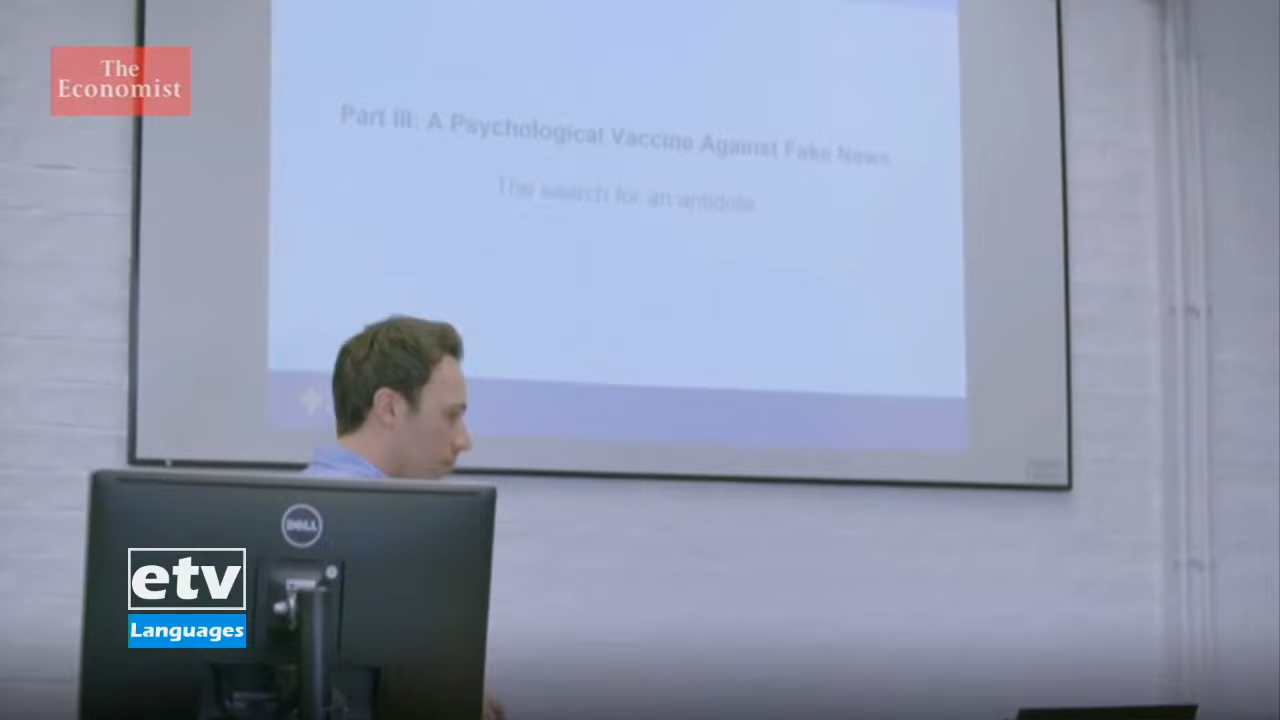 The
Economist
Part III: A Psychological Vaccine Against Fake News
The search for an antidote
DELL
etv
Languages